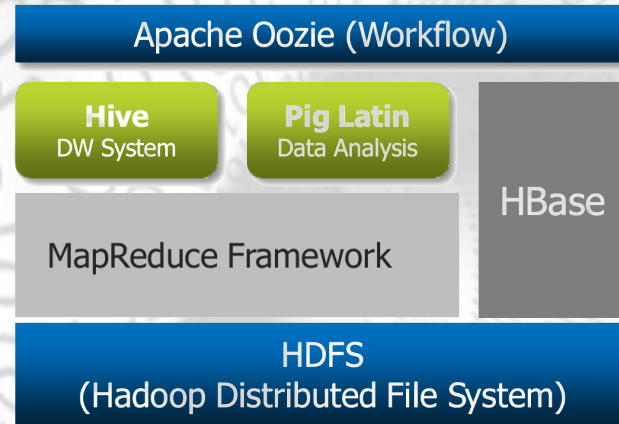 Apache Oozie (Workflow)
Hive
DW System
Pig Latin
Data Analysis
HBase
MapReduce Framework
HDFS
(Hadoop Distributed File System)